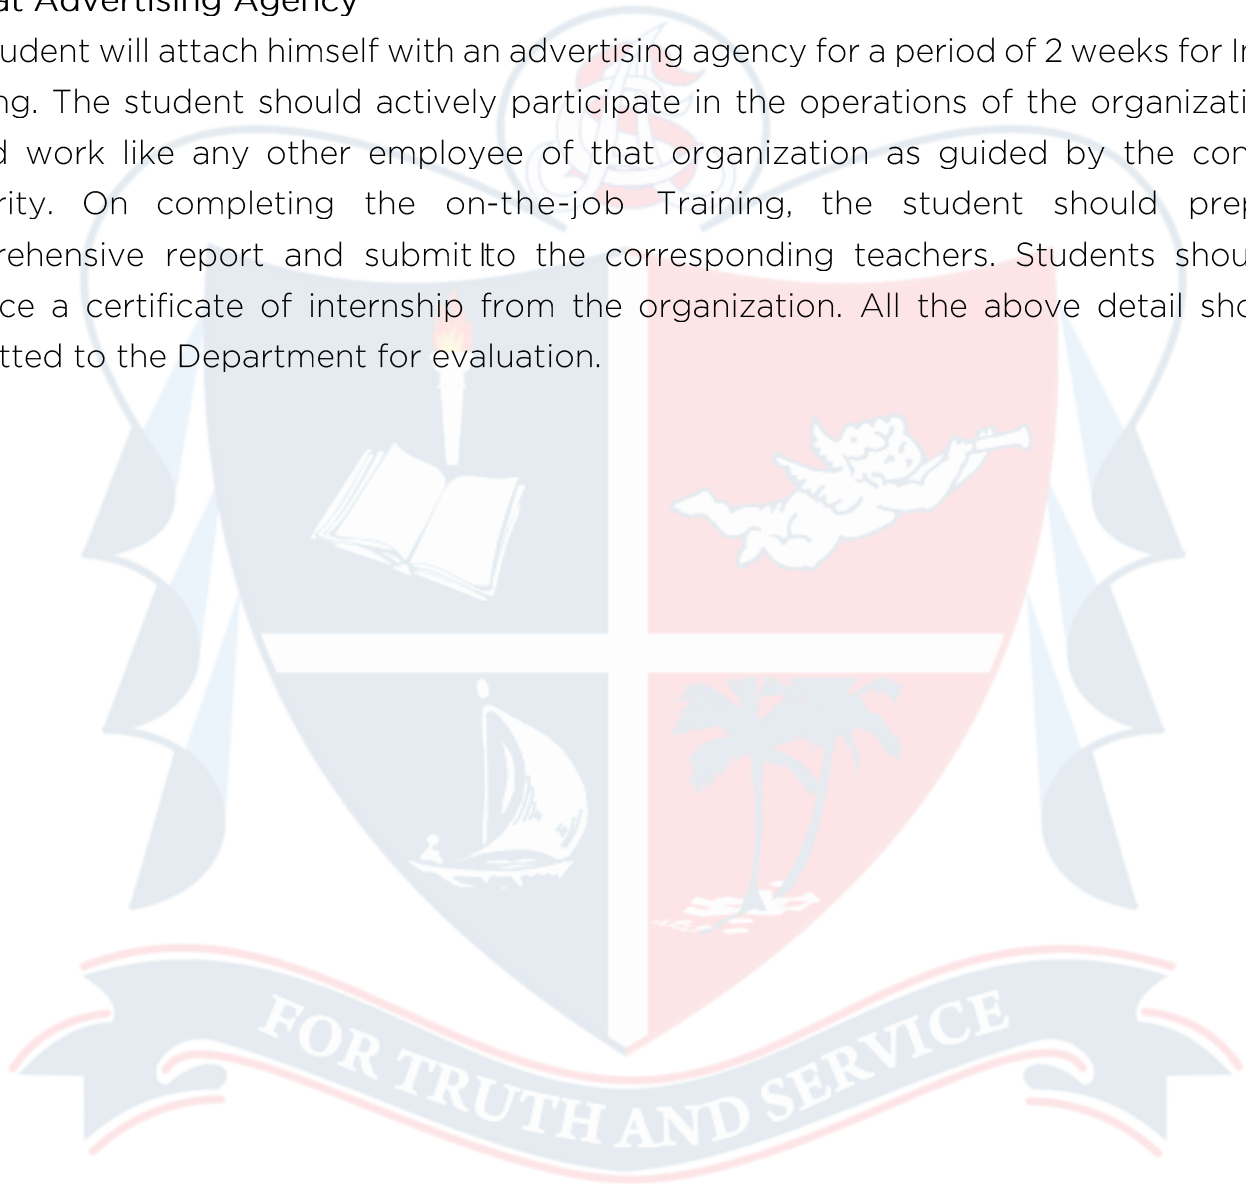 at Advertising Agency
udent will attach himself with an advertising agency for a period of 2 weeks for In
ng. The student should actively participate in the operations of the organizati
d work like any other employee of that organization as guided by the con
rity. On completing the on-the-job Training, the student should prep
rehensive report and submit to the corresponding teachers. Students shou
ce a certificate of internship from the organization. All the above detail sho
tted to the Department for evaluation.
FOR TRUTH AND SERVICE